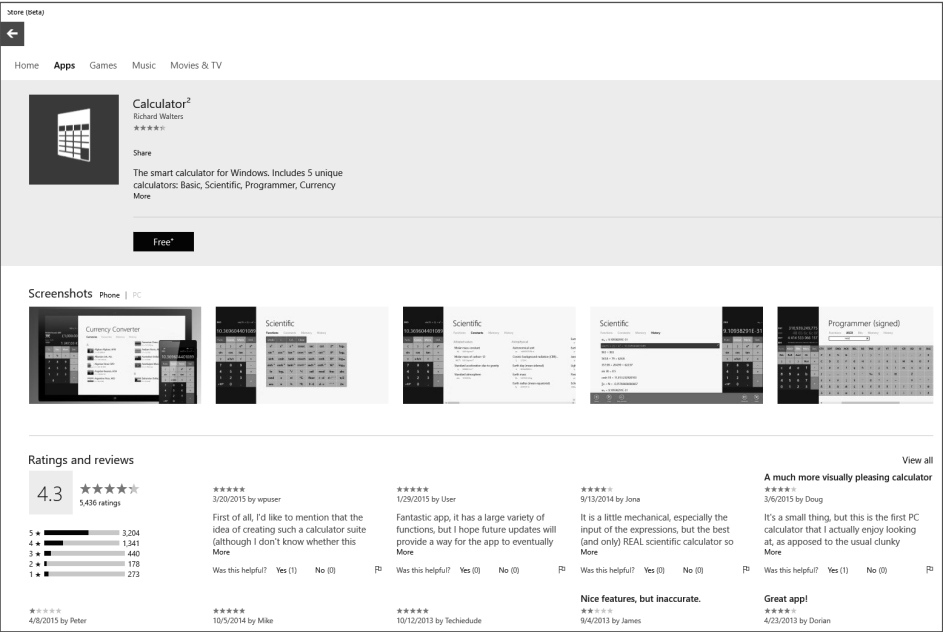 Store (Beta)
Home Apps Games Music Movies & TV
Calculator²
Richard Walters
Share
The smart calculator for Windows. Includes 5 unique
calculators: Basic, Scientific, Programmer, Currency
More
Free*
Screenshots Phone | PC
Currency Converter
Scientific
10.369604401089
Scientific
10.369604401089
Scientific
9.10938291E-31
Programmer (signed)
Ratings and reviews
View all
4.3
5,436 ratings
5 ★ 3,204
4 ★ 1,341
3 ★ 440
2 ★ 178
1 ★ 273
3/20/2015 by wpuser
First of all, I'd like to mention that the
idea of creating such a calculator suite
(although I don't know whether this
More
Was this helpful? Yes (1) No (0)
1/29/2015 by User
Fantastic app, it has a large variety of
functions, but I hope future updates will
provide a way for the app to eventually
More
Was this helpful? Yes (0) No (0)
9/13/2014 by Jona
It is a little mechanical, especially the
input of the expressions, but the best
(and only) REAL scientific calculator so
More
Was this helpful? Yes (0) No (0)
A much more visually pleasing calculator
3/6/2015 by Doug
It's a small thing, but this is the first PC
calculator that I actually enjoy looking
at, as apposed to the usual clunky
More
Was this helpful? Yes (1) No (0)
4/8/2015 by Peter
10/5/2014 by Mike
10/12/2013 by Techiedude
Nice features, but inaccurate.
9/4/2013 by James
Great app!
4/23/2013 by Dorian